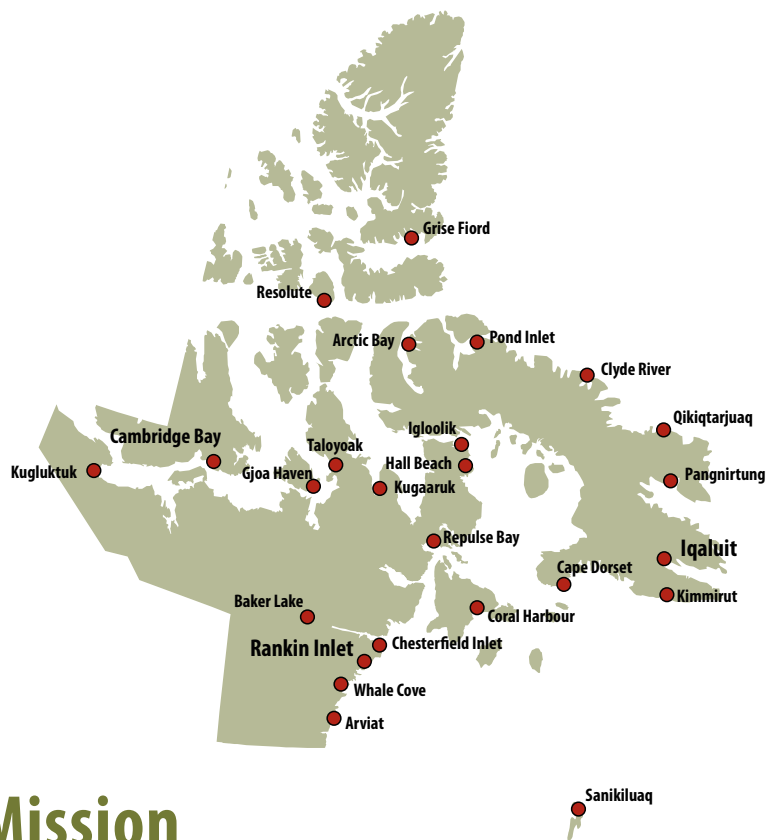 Grise Fiord
Resolute
Arctic Bay
Pond Inlet
Clyde River
Qikiqtarjuaq
Igloolik
Cambridge Bay
Taloyoak
Hall Beach
Kugluktuk
Gjoa Haven
Pangnirtung
Kugaaruk
Repulse Bay
Iqaluit
Cape Dorset
Kimmirut
Baker Lake
Coral Harbour
Rankin Inlet
Chesterfield Inlet
Whale Cove
Arviat
Sanikiluaq
Mission